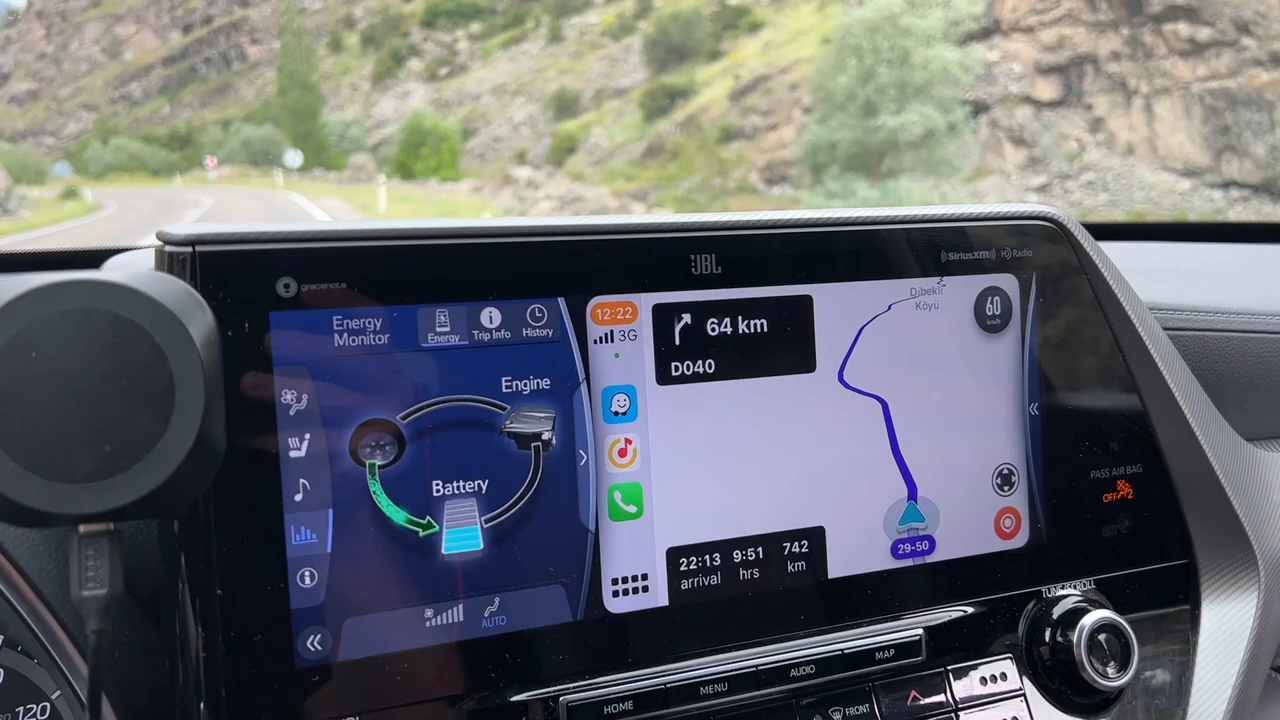 gracenote
JBL
SiriusXM
HD Radio
Energy
Monitor
Energy
Trip Info
History
Engine
Battery
AUTO
12:22
3G
64 km
D040
Dibekli
Köyü
60
km/h
29-50
22:13
arrival
9:51
hrs
742
km
PASS AIR BAG
OFF
2
TUNE/SCROLL
HOME
MENU
AUDIO
MAP
FRONT
120